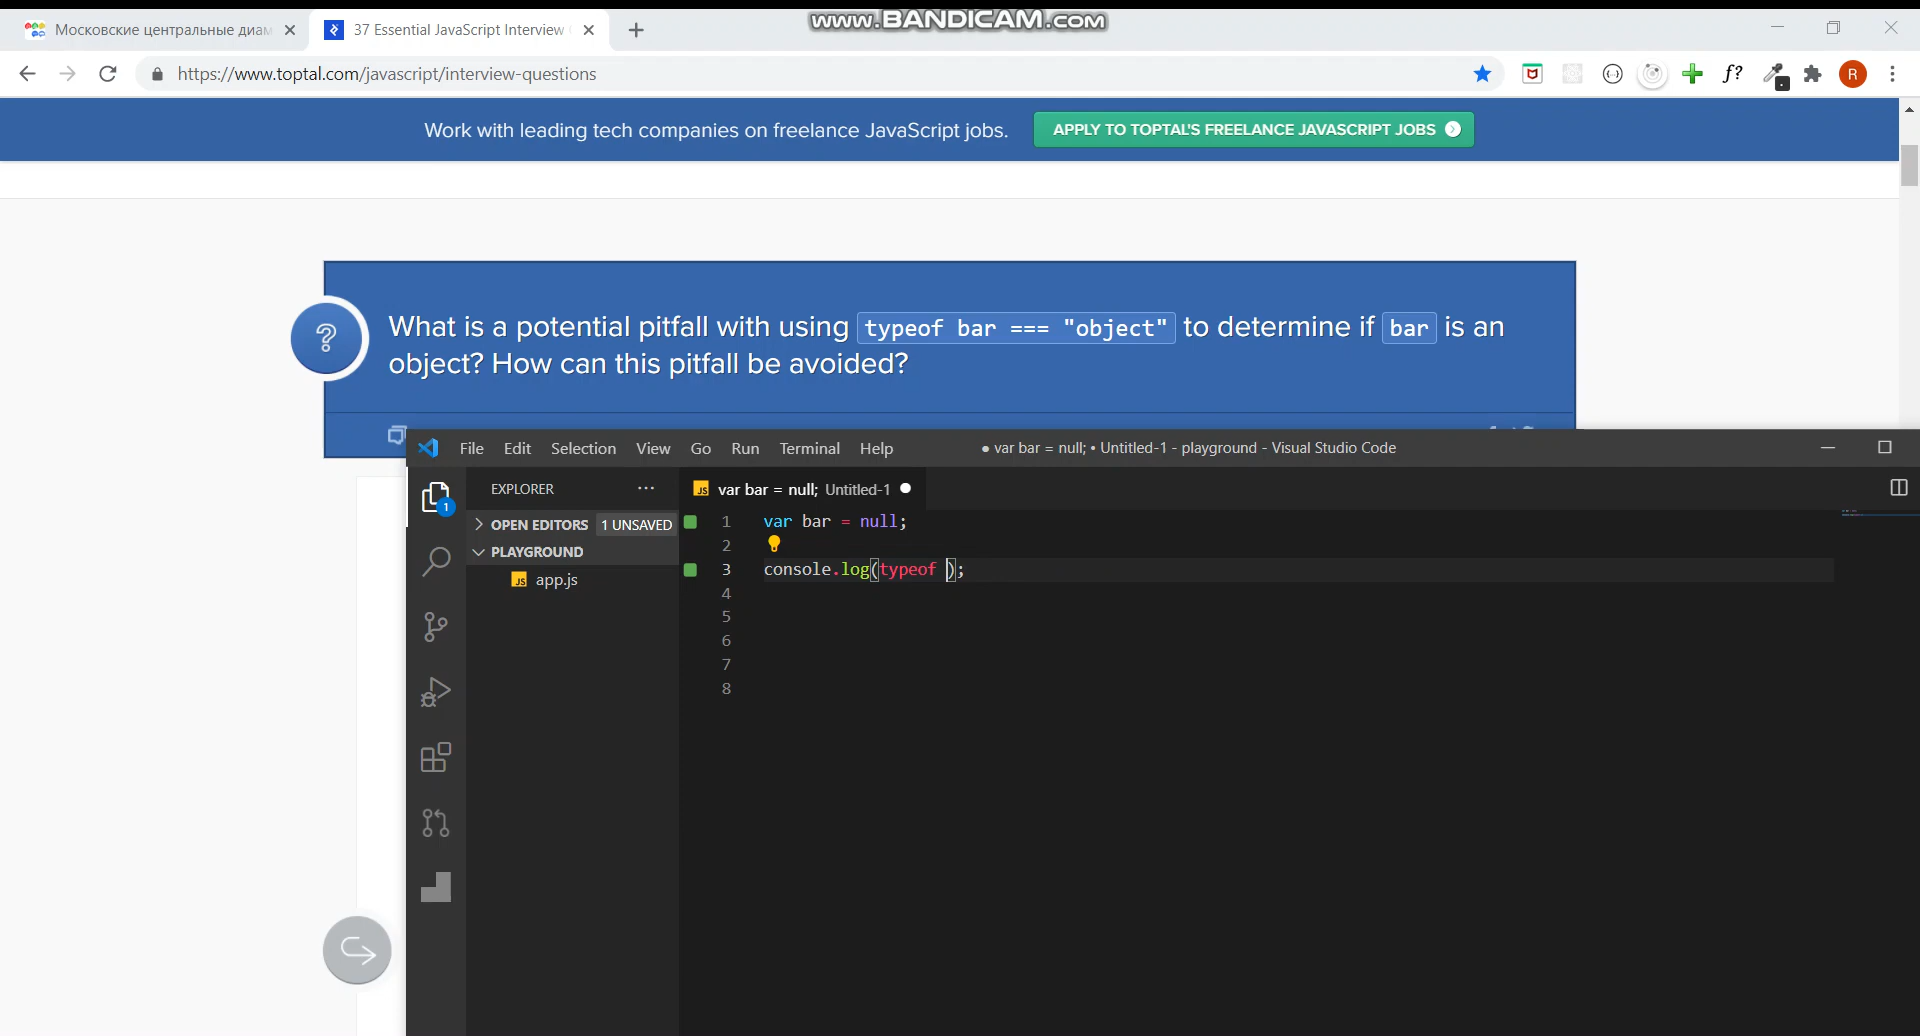 www.BANDICAM.com
Московские центральные диам
37 Essential JavaScript Interview
https://www.toptal.com/javascript/interview-questions
f?
R
Work with leading tech companies on freelance JavaScript jobs.
APPLY TO TOPTAL'S FREELANCE JAVASCRIPT JOBS
?
What is a potential pitfall with using typeof bar === "object" to determine if bar is an
object? How can this pitfall be avoided?
File Edit Selection View Go Run Terminal Help
● var bar = null; • Untitled-1 - playground - Visual Studio Code
EXPLORER ···
JS var bar = null; Untitled-1 ●
1
OPEN EDITORS 1 UNSAVED
PLAYGROUND
JS app.js
1 var bar = null;
2
3 console.log(typeof );
4
5
6
7
8